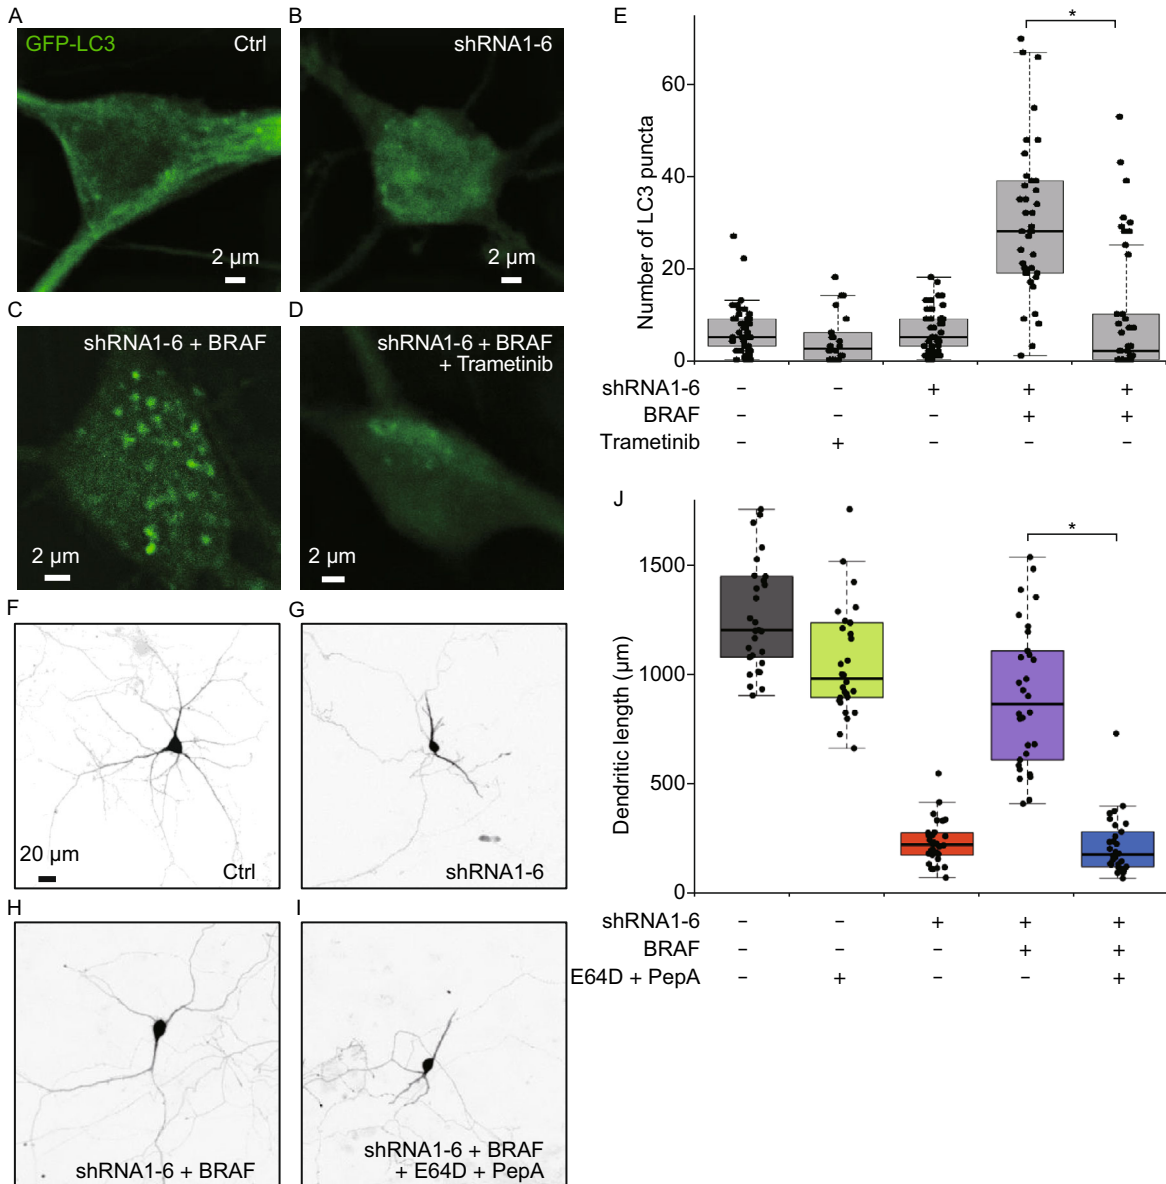 A
GFP-LC3
Ctrl
2 µm
B
shRNA1-6
2 µm
C
shRNA1-6 + BRAF
2 µm
D
shRNA1-6 + BRAF
+ Trametinib
2 µm
E
Number of LC3 puncta
60
40
20
0
*
shRNA1-6 – – + + +
BRAF – – – + +
Trametinib – + – – –
F
20 µm
Ctrl
G
shRNA1-6
H
shRNA1-6 + BRAF
I
shRNA1-6 + BRAF
+ E64D + PepA
J
Dendritic length (µm)
1500
1000
500
0
*
shRNA1-6 – – + + +
BRAF – – – + +
E64D + PepA – + – – +